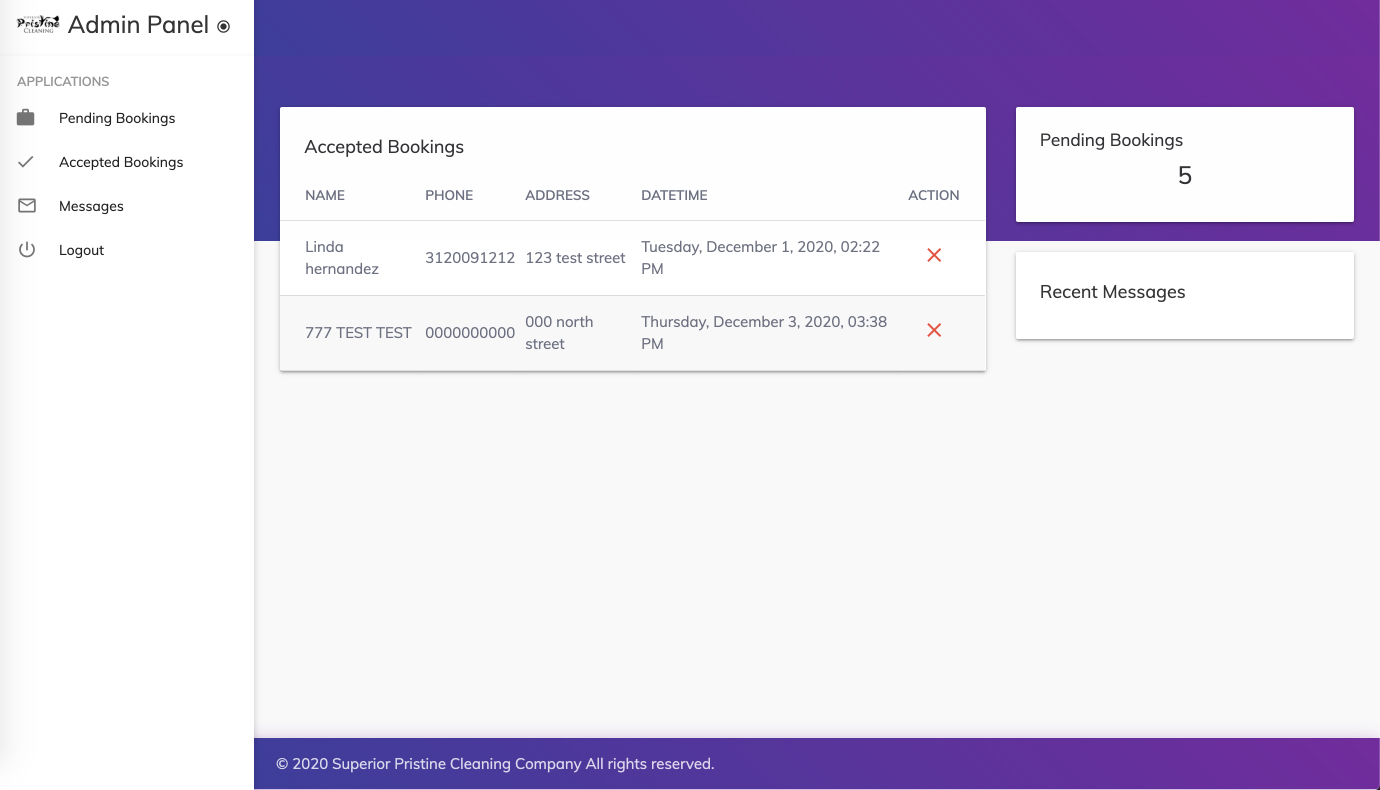 Pristine
CLEANING
Admin Panel
APPLICATIONS
Pending Bookings
Accepted Bookings
Messages
Logout
Accepted Bookings
NAME PHONE ADDRESS DATETIME ACTION
Linda
hernandez
3120091212
123 test street
Tuesday, December 1, 2020, 02:22
PM
777 TEST TEST
0000000000
000 north
street
Thursday, December 3, 2020, 03:38
PM
Pending Bookings
5
Recent Messages
© 2020 Superior Pristine Cleaning Company All rights reserved.